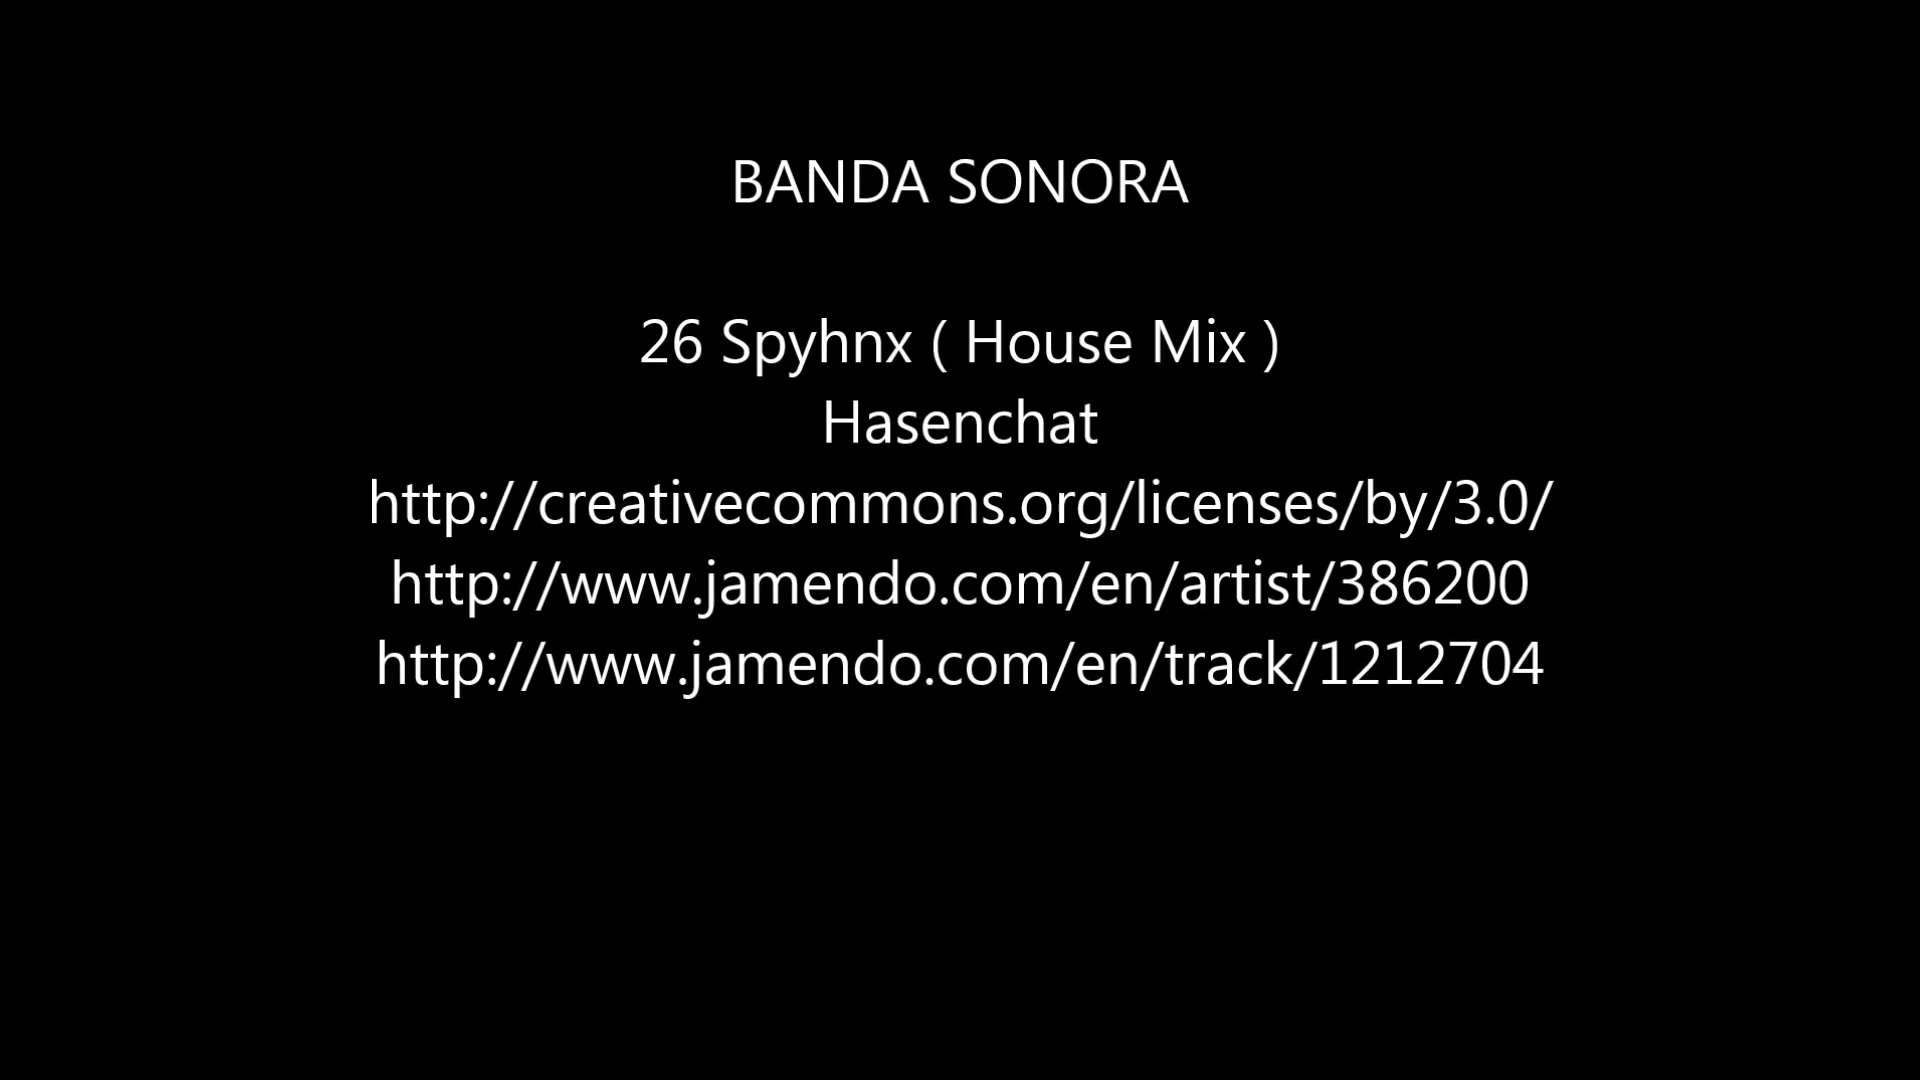 BANDA SONORA
26 Spyhnx ( House Mix )
Hasenchat
http://creativecommons.org/licenses/by/3.0/
http://www.jamendo.com/en/artist/386200
http://www.jamendo.com/en/track/1212704